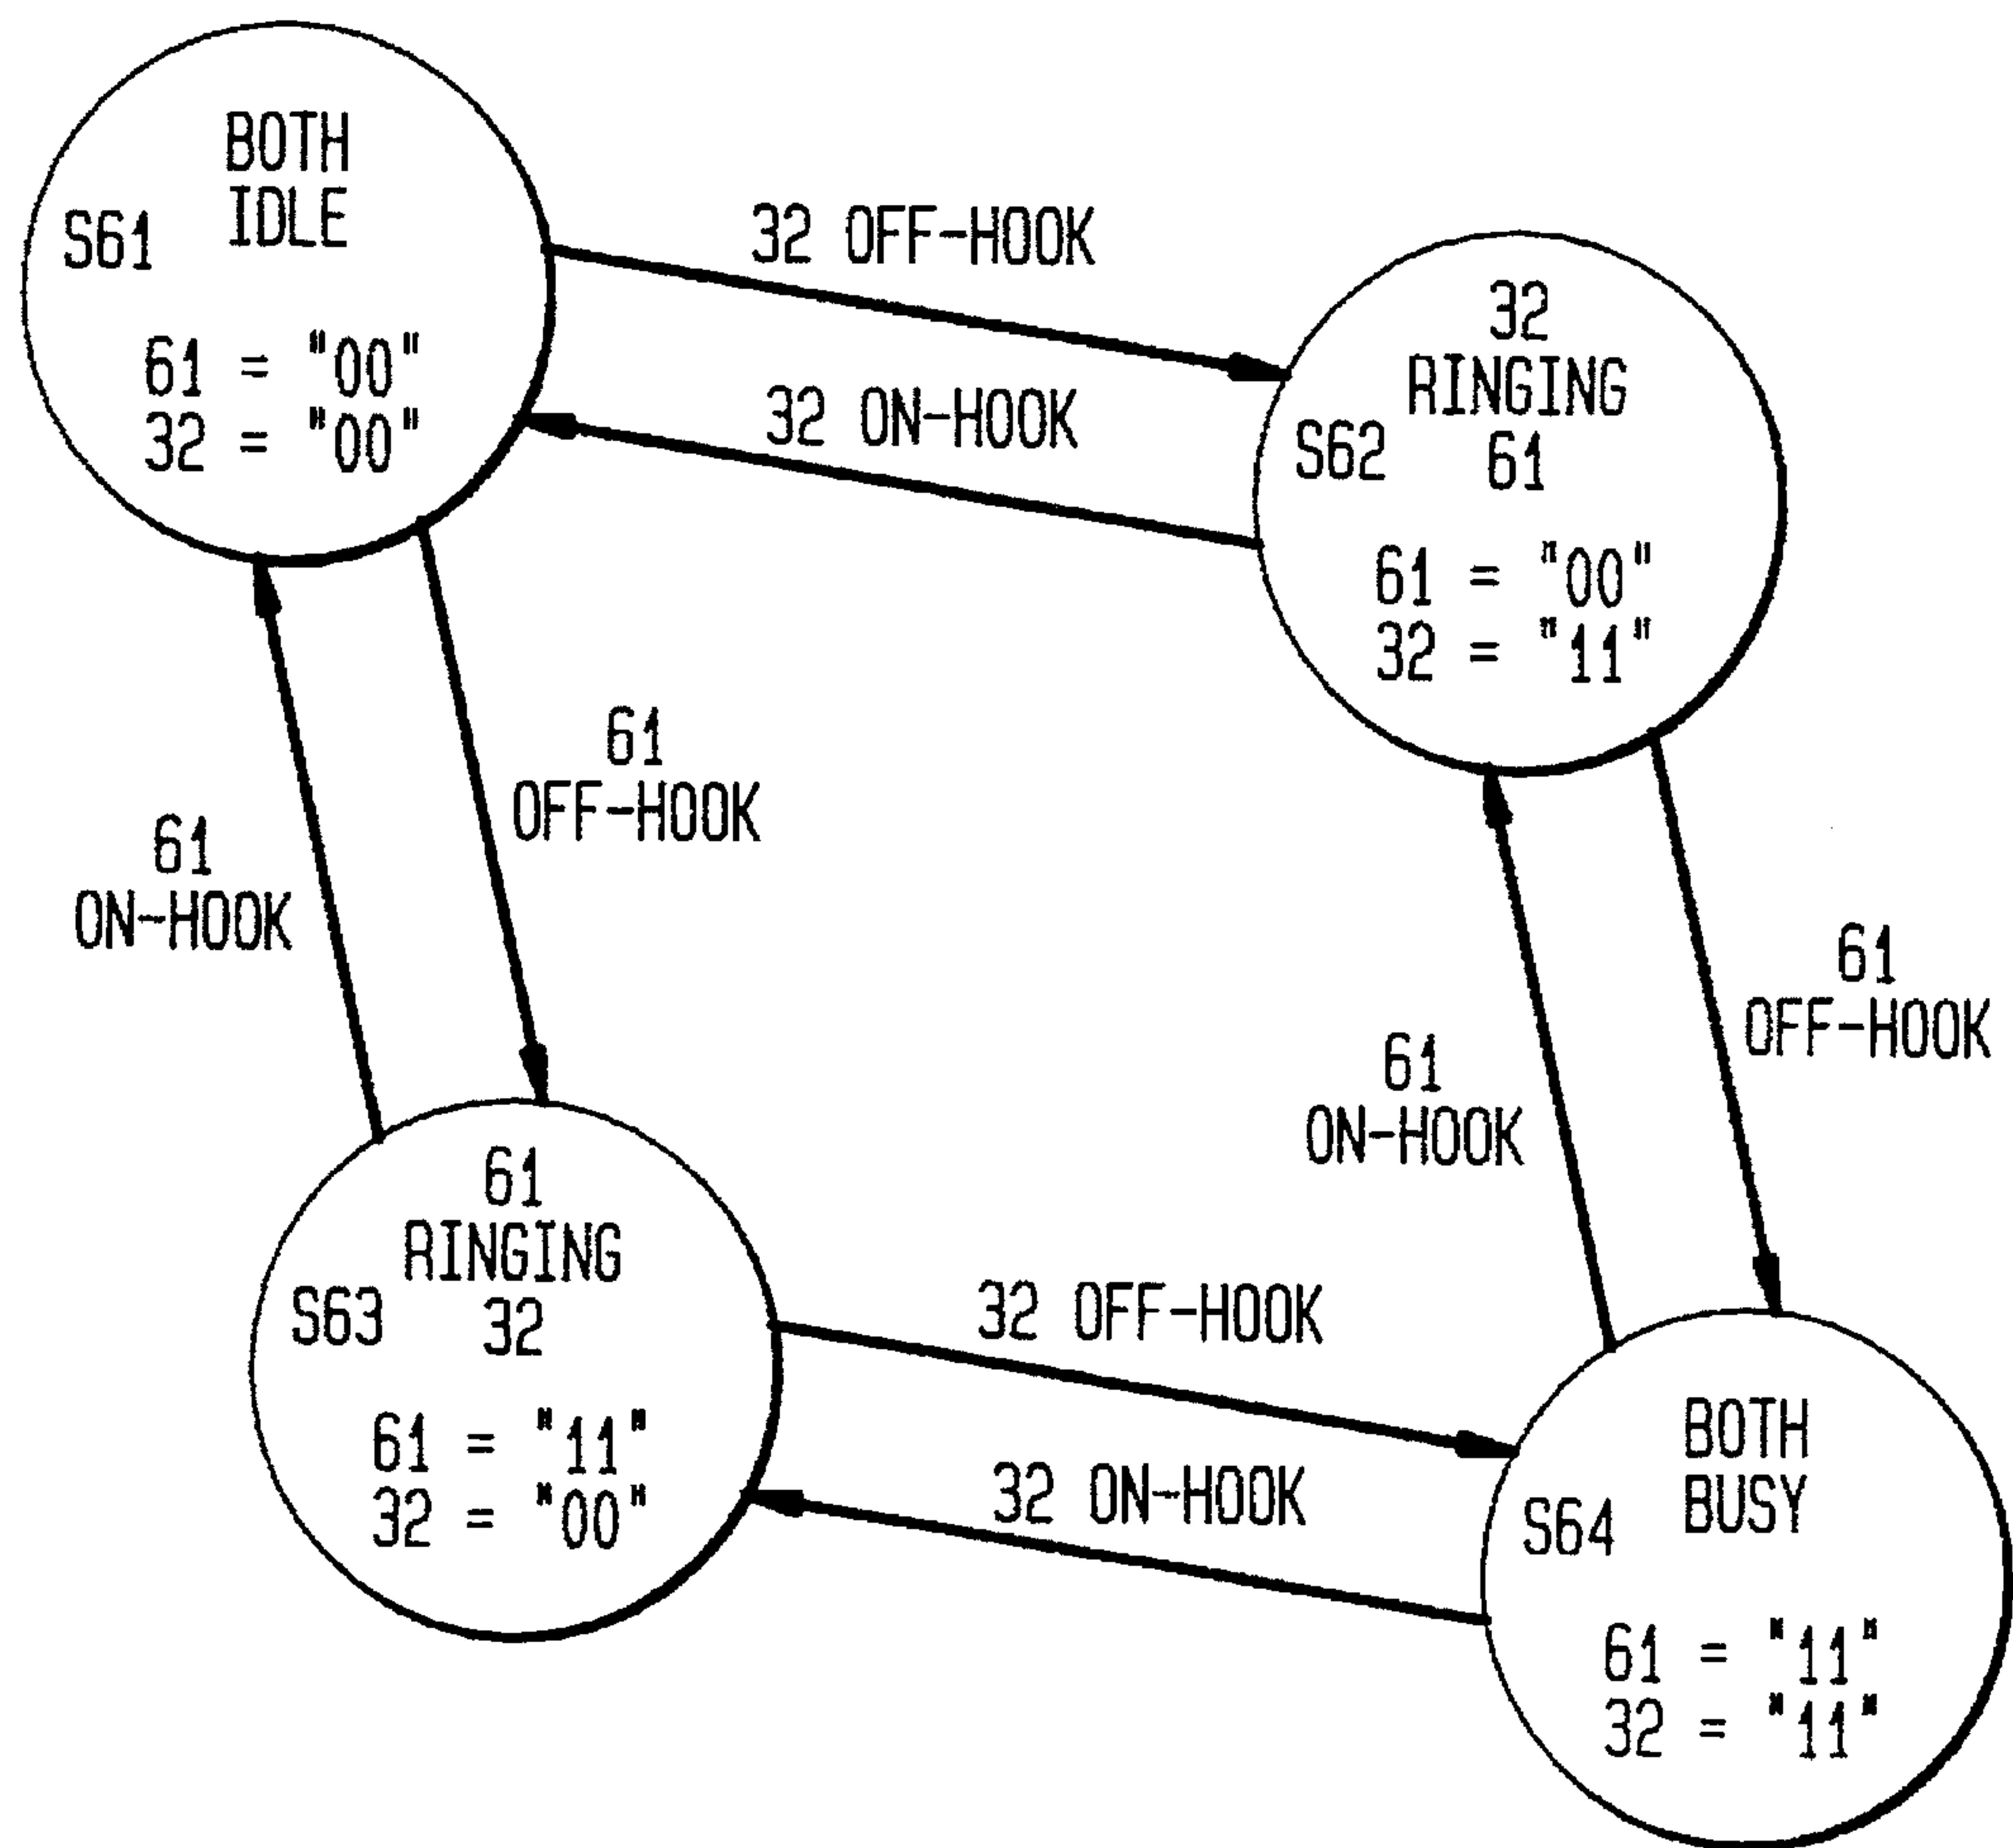 BOTH
IDLE
S61
61 = "00"
32 = "00"
32 OFF-HOOK
32 ON-HOOK
32
RINGING
S62 61
61 = "00"
32 = "11"
61
OFF-HOOK
61
ON-HOOK
61
OFF-HOOK
61
ON-HOOK
61
RINGING
S63 32
61 = "11"
32 = "00"
32 OFF-HOOK
32 ON-HOOK
BOTH
BUSY
S64
61 = "11"
32 = "11"